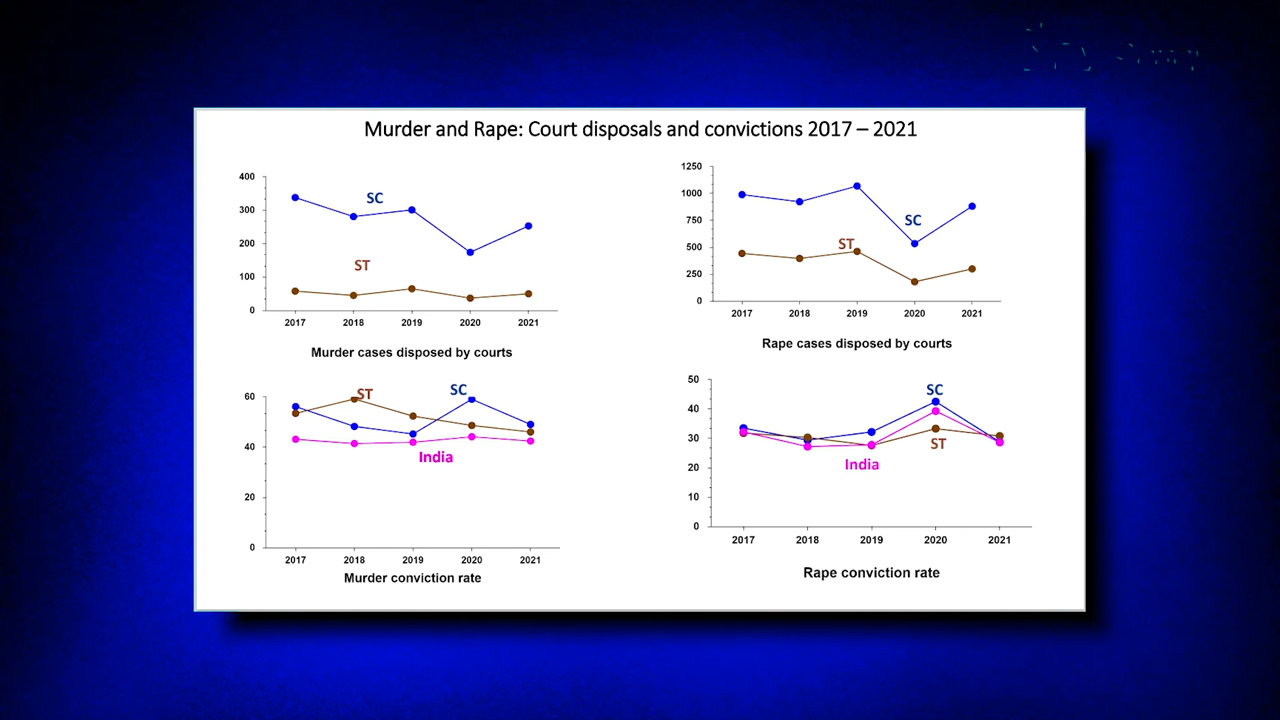 Murder and Rape: Court disposals and convictions 2017 – 2021
400
300
200
100
0
SC
ST
2017 2018 2019 2020 2021
Murder cases disposed by courts
1250
1000
750
500
250
0
SC
ST
2017 2018 2019 2020 2021
Rape cases disposed by courts
60
40
20
0
ST
SC
India
2017 2018 2019 2020 2021
Murder conviction rate
50
40
30
20
10
0
SC
ST
India
2017 2018 2019 2020 2021
Rape conviction rate